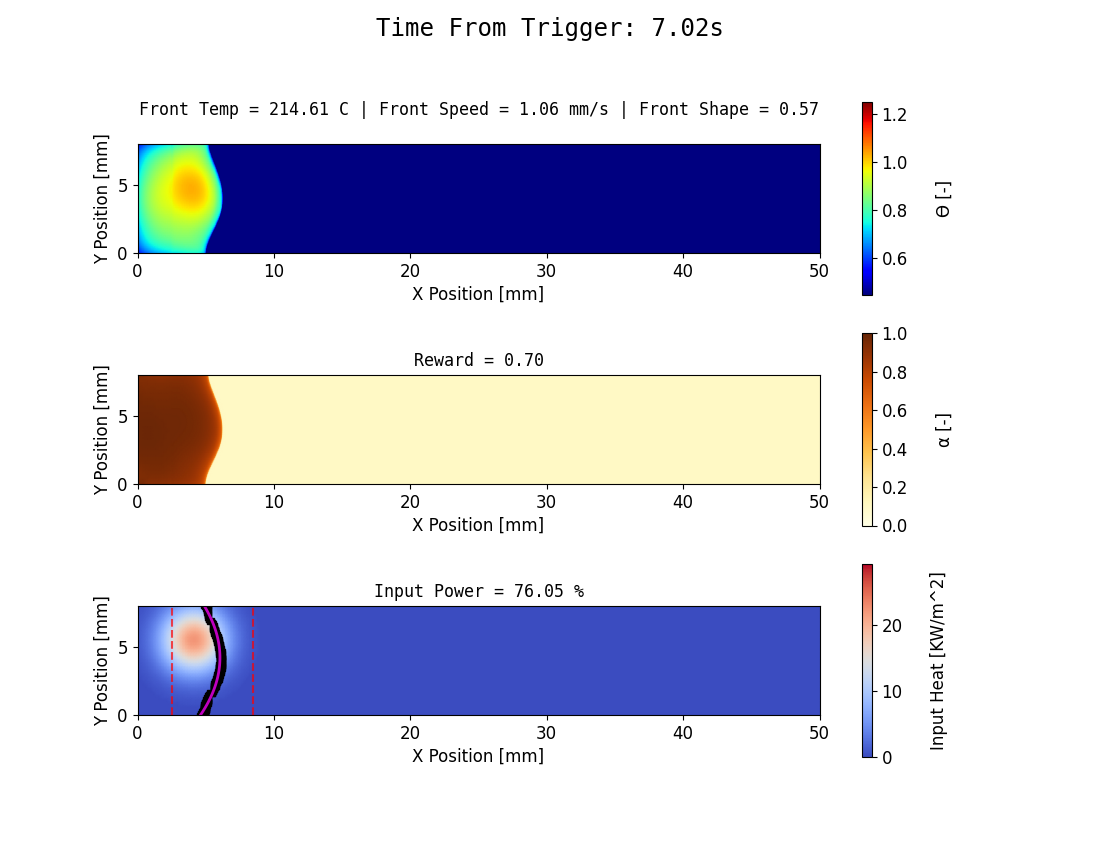 Time From Trigger: 7.02s
Front Temp = 214.61 C | Front Speed = 1.06 mm/s | Front Shape = 0.57
Y Position [mm]
5
0
0 10 20 30 40 50
X Position [mm]
1.2
1.0
0.8
0.6
Θ [-]
Reward = 0.70
Y Position [mm]
5
0
0 10 20 30 40 50
X Position [mm]
1.0
0.8
0.6
0.4
0.2
0.0
α [-]
Input Power = 76.05 %
Y Position [mm]
5
0
0 10 20 30 40 50
X Position [mm]
20
10
0
Input Heat [KW/m^2]